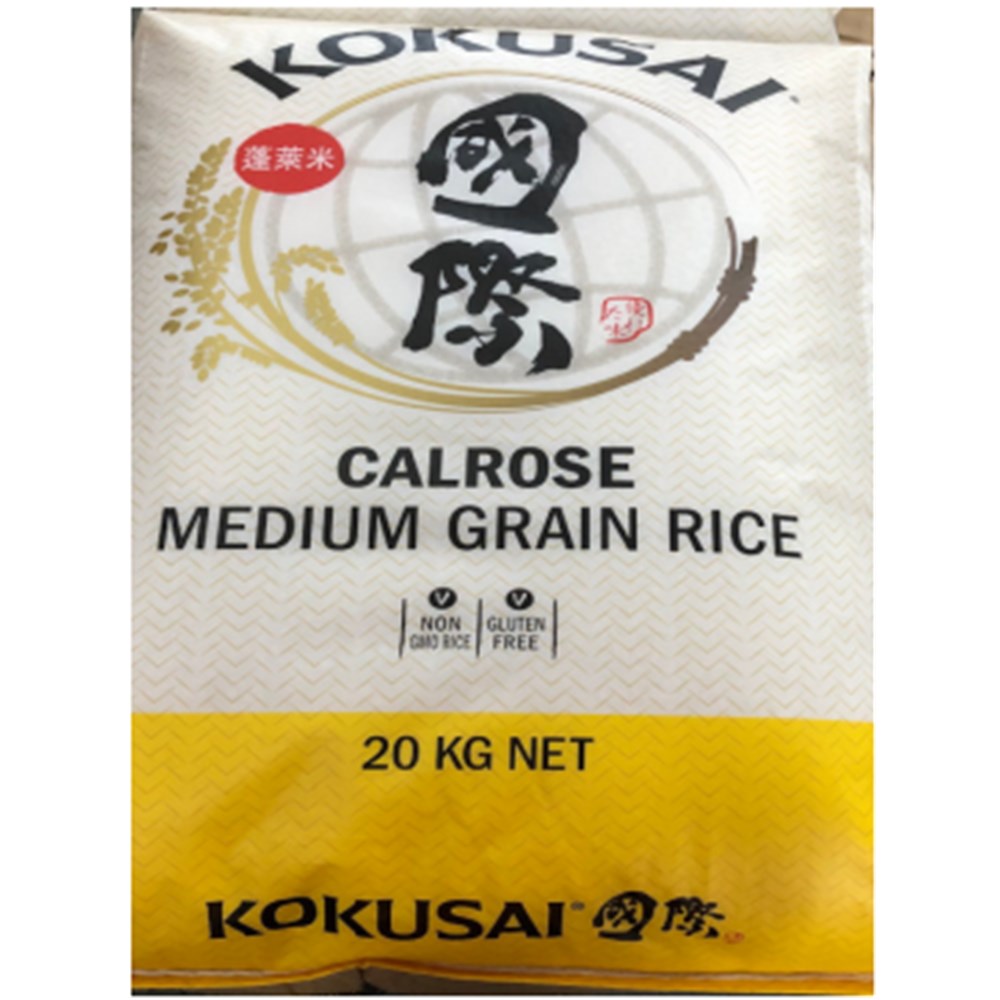 KOKUSAI
蓬萊米
國
際
CALROSE
MEDIUM GRAIN RICE
NON
GMO RICE
GLUTEN
FREE
20 KG NET
KOKUSAI® 國際